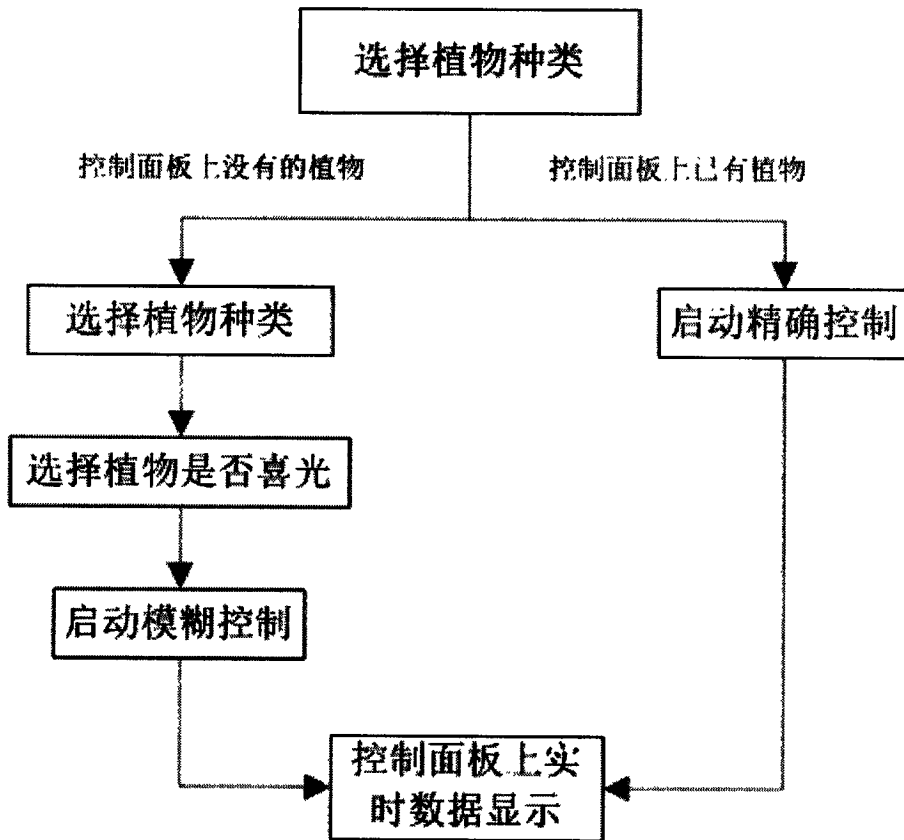 选择植物种类
控制面板上没有的植物
控制面板上已有植物
选择植物种类
启动精确控制
选择植物是否喜光
启动模糊控制
控制面板上实
时数据显示